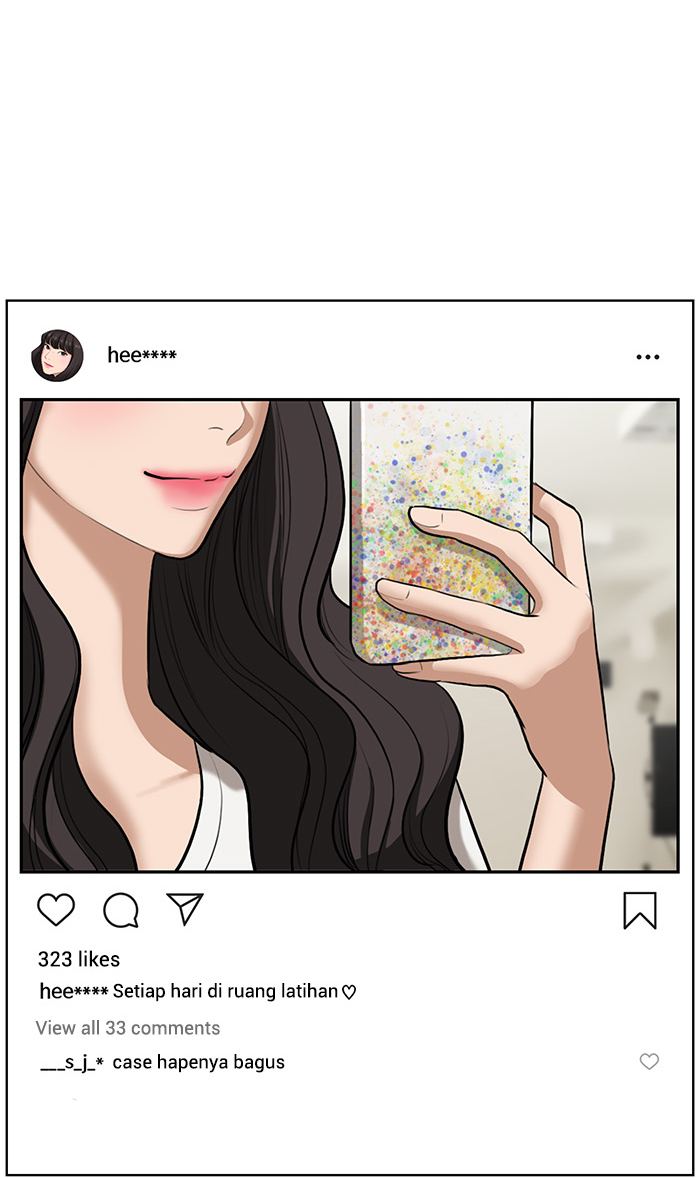 hee****
323 likes
hee**** Setiap hari di ruang latihan♡
View all 33 comments
___s_j_* case hapenya bagus